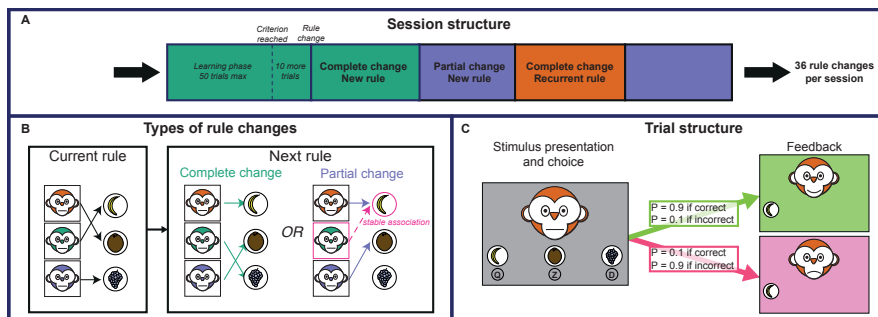 A
Session structure
Criterion
reached
Rule
change
Learning phase
50 trials max
10 more
trials
Complete change
New rule
Partial change
New rule
Complete change
Recurrent rule
36 rule changes
per session
B
Types of rule changes
Current rule
Next rule
Complete change
Partial change
OR
stable association
C
Trial structure
Stimulus presentation
and choice
Feedback
P = 0.9 if correct
P = 0.1 if incorrect
P = 0.1 if correct
P = 0.9 if incorrect
Q
Z
D